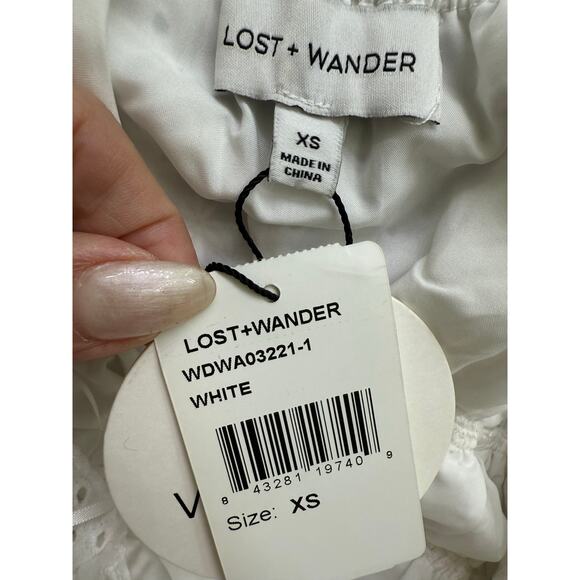 LOST + WANDER
XS
MADE IN
CHINA
LOST+WANDER
WDWA03221-1
WHITE
8 43281 19740 9
Size: XS